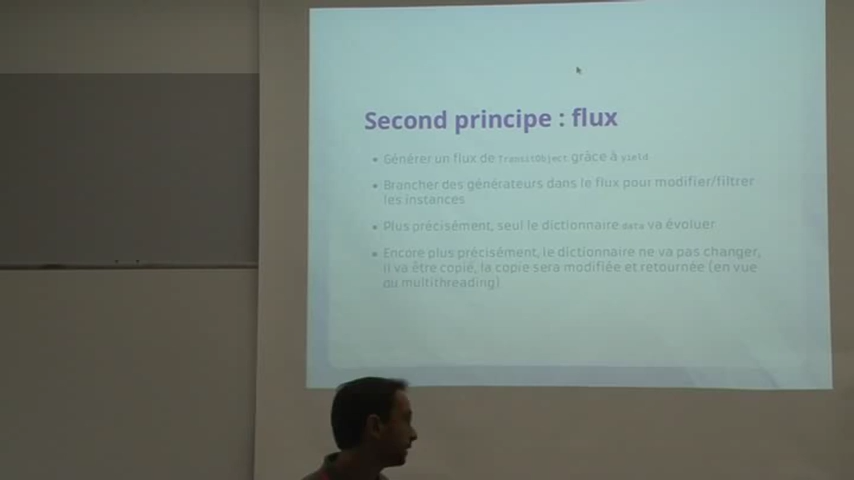 Second principe : flux
• Générer un flux de TransitObject grâce à yield
• Brancher des générateurs dans le flux pour modifier/filtrer
les instances
• Plus précisément, seul le dictionnaire data va évoluer
• Encore plus précisément, le dictionnaire ne va pas changer,
il va être copié, la copie sera modifiée et retournée (en vue
du multithreading)